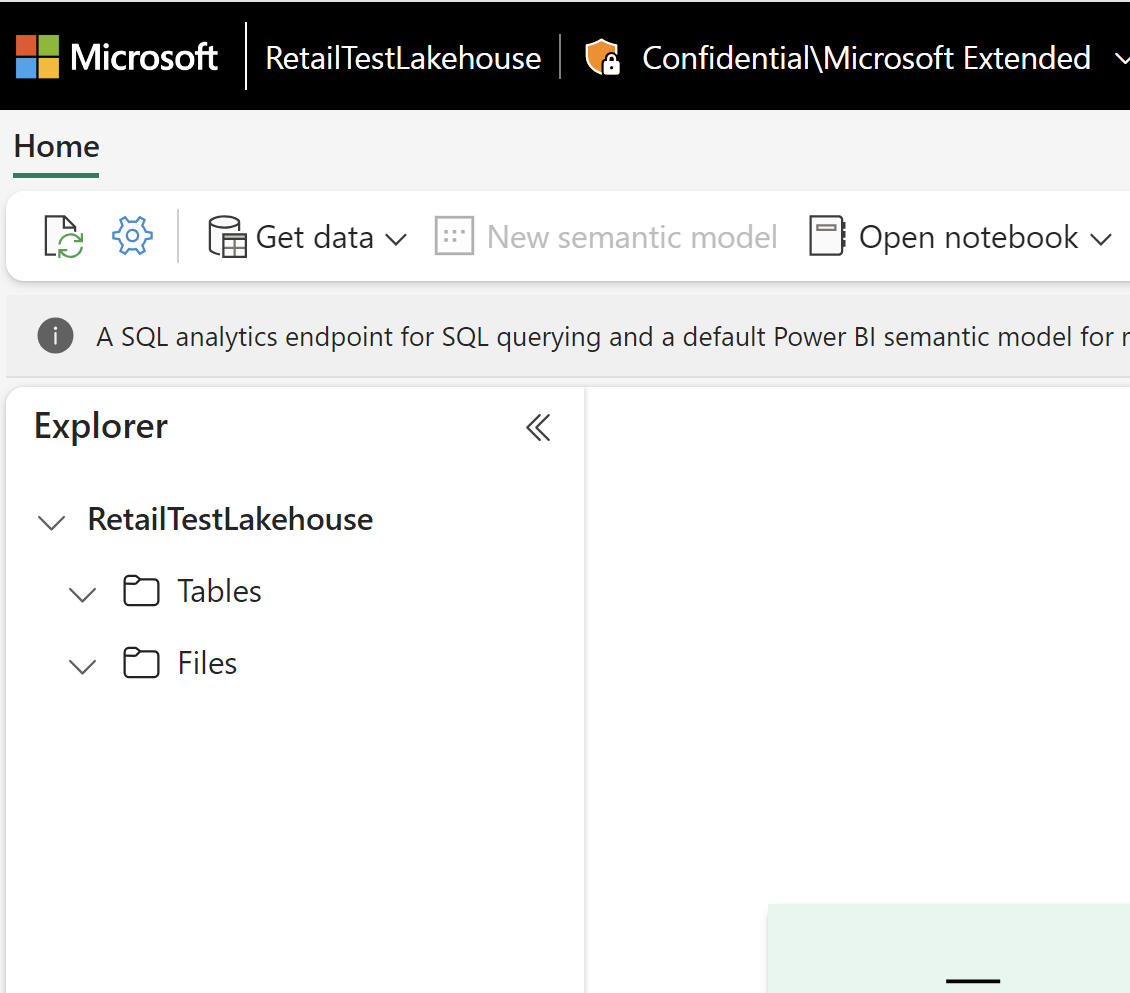 Microsoft RetailTestLakehouse Confidential\Microsoft Extended
Home
Get data New semantic model Open notebook
A SQL analytics endpoint for SQL querying and a default Power BI semantic model for
Explorer
RetailTestLakehouse
Tables
Files